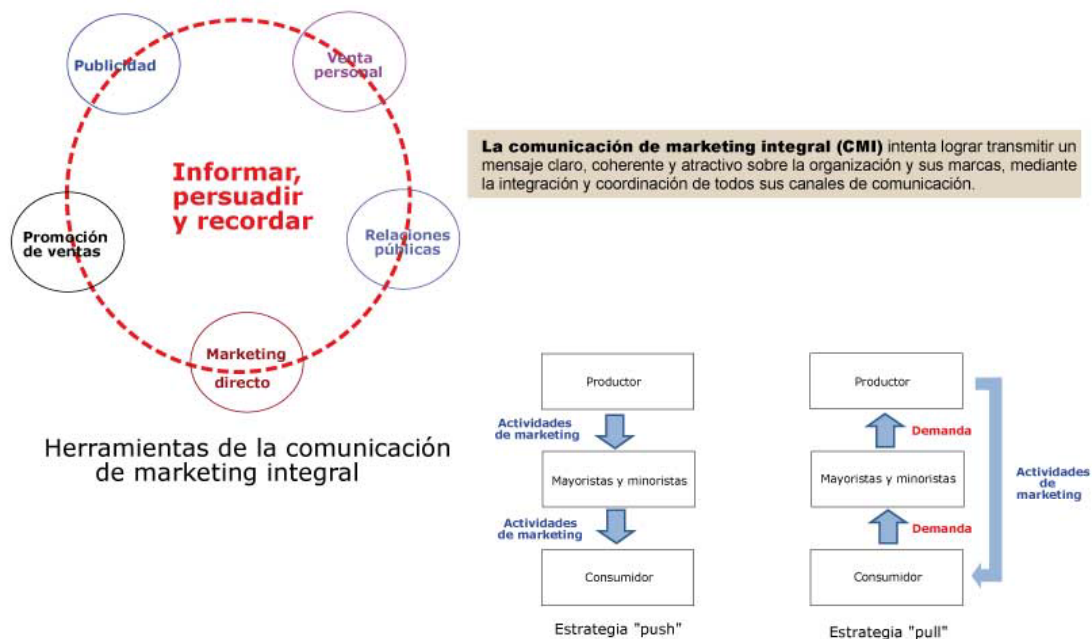 Publicidad
Venta
personal
Informar,
persuadir
y recordar
Promoción
de ventas
Relaciones
públicas
Marketing
directo
Herramientas de la comunicación
de marketing integral
La comunicación de marketing integral (CMI) intenta lograr transmitir un
mensaje claro, coherente y atractivo sobre la organización y sus marcas, mediante
la integración y coordinación de todos sus canales de comunicación.
Productor
Actividades
de marketing
Mayoristas y minoristas
Actividades
de marketing
Consumidor
Estrategia "push"
Productor
Demanda
Mayoristas y minoristas
Actividades
de
marketing
Demanda
Consumidor
Estrategia "pull"